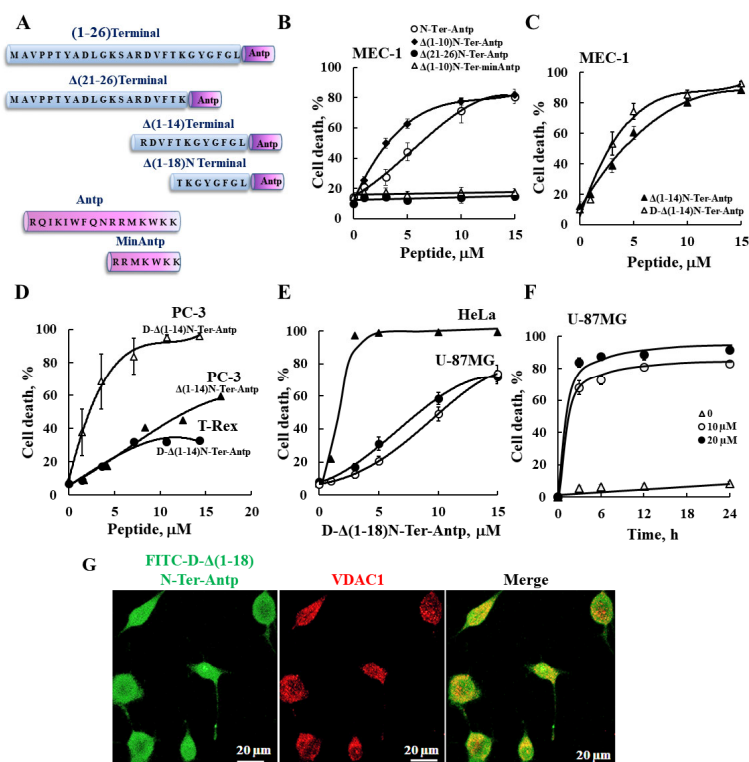 A
(1-26)Terminal
M A V P P T Y A D L G K S A R D V F T K G Y G F G L Antp
Δ(21-26)Terminal
M A V P P T Y A D L G K S A R D V F T K Antp
Δ(1-14)Terminal
R D V F T K G Y G F G L Antp
Δ(1-18)N Terminal
T K G Y G F G L Antp
Antp
R Q I K I W F Q N R R M K W K K
MinAntp
R R M K W K K
B
MEC-1
N-Ter-Antp
Δ(1-10)N-Ter-Antp
Δ(21-26)N-Ter-Antp
Δ(1-10)N-Ter-minAntp
Cell death, %
100
80
60
40
20
0
0 5 10 15
Peptide, μM
C
MEC-1
Cell death, %
100
80
60
40
20
0
Δ(1-14)N-Ter-Antp
D-Δ(1-14)N-Ter-Antp
0 5 10 15
Peptide, μM
D
PC-3
D-Δ(1-14)N-Ter-Antp
PC-3
Δ(1-14)N-Ter-Antp
T-Rex
D-Δ(1-14)N-Ter-Antp
Cell death, %
100
80
60
40
20
0
0 5 10 15 20
Peptide, μM
E
HeLa
U-87MG
Cell death, %
100
80
60
40
20
0
0 5 10 15
D-Δ(1-18)N-Ter-Antp, μM
F
U-87MG
Cell death, %
100
80
60
40
20
0
0
10 μM
20 μM
0 6 12 18 24
Time, h
G
FITC-D-Δ(1-18)
N-Ter-Antp
VDAC1
Merge
20 μm
20 μm
20 μm